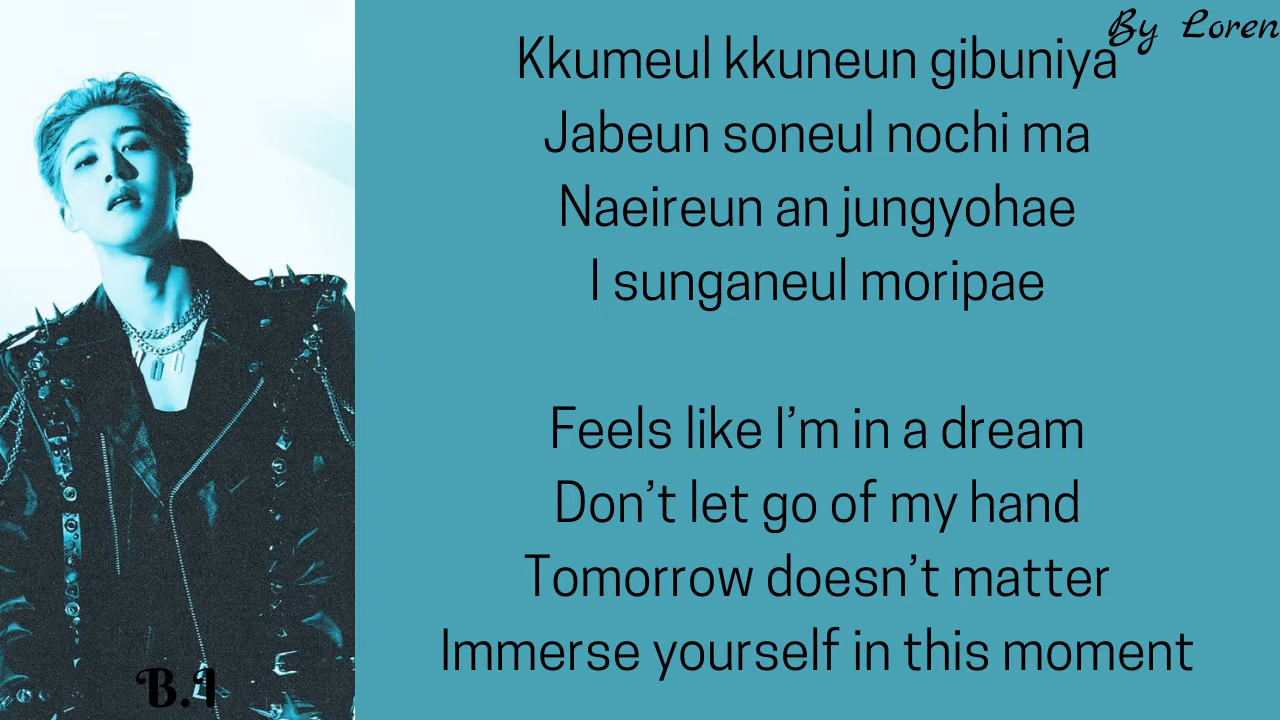 By Loren
Kkumeul kkuneun gibuniya
Jabeun soneul nochi ma
Naeireun an jungyohae
I sunganeul moripae
Feels like I'm in a dream
Don't let go of my hand
Tomorrow doesn't matter
Immerse yourself in this moment
B.I